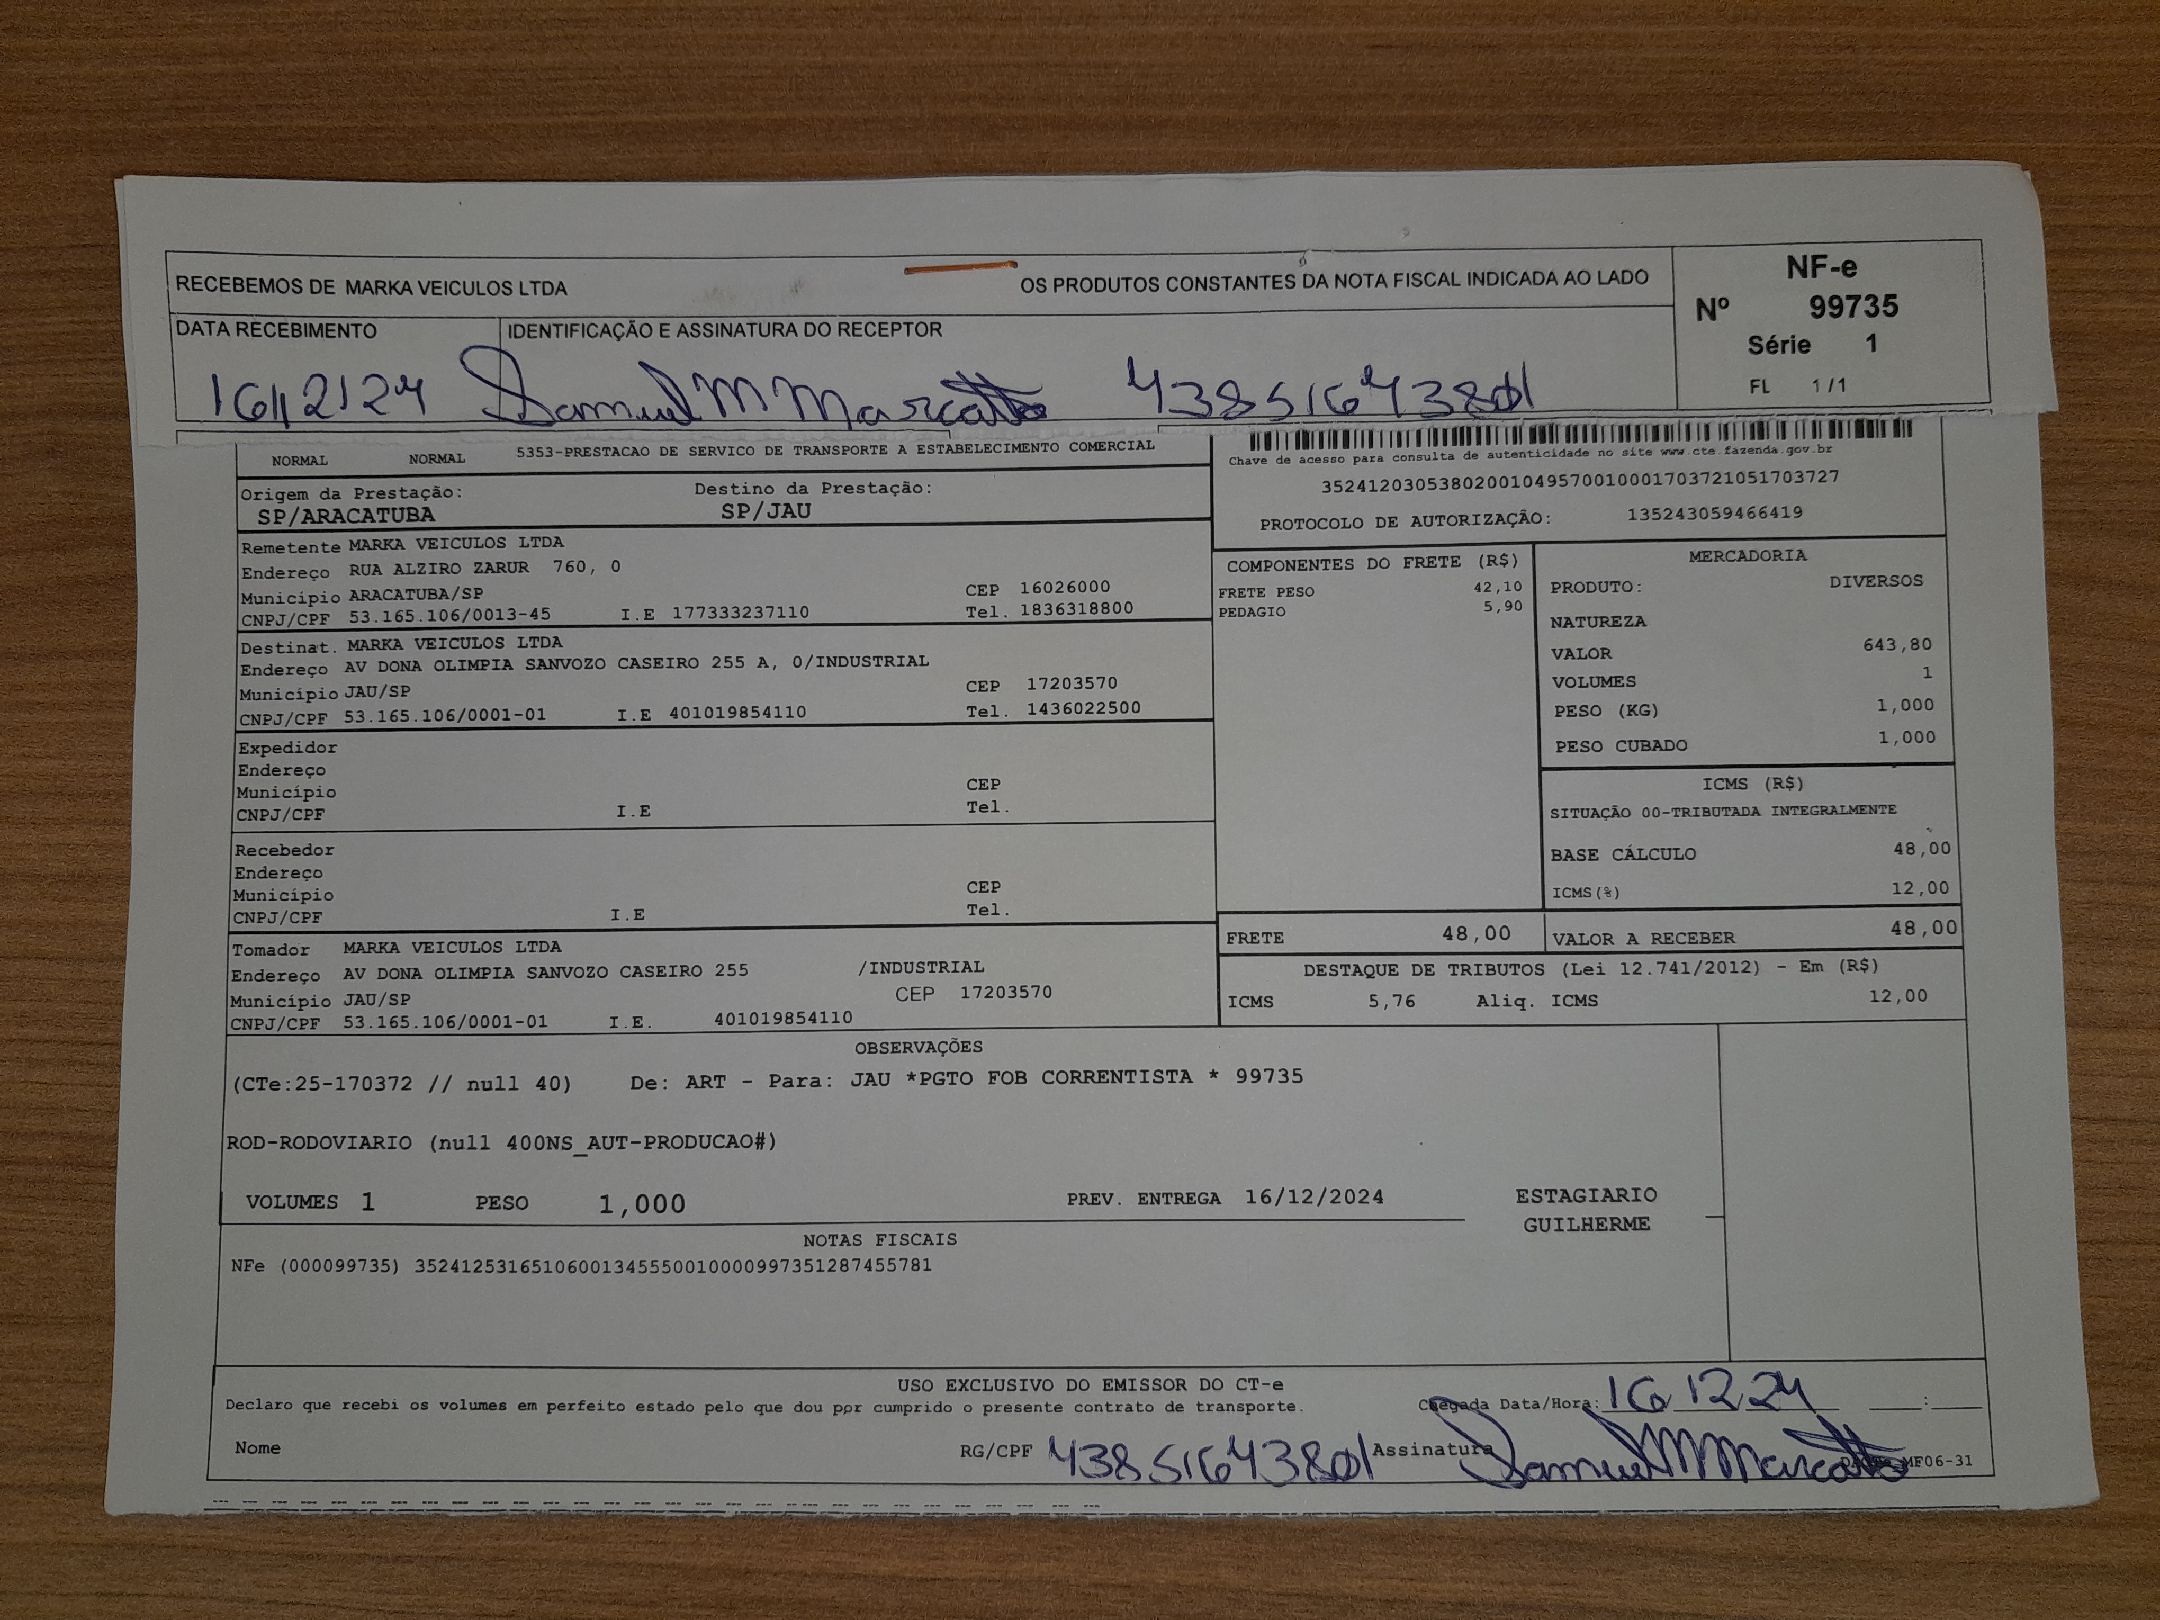 RECEBEMOS DE MARKA VEICULOS LTDA OS PRODUTOS CONSTANTES DA NOTA FISCAL INDICADA AO LADO
NF-e
Nº 99735
Série 1
FL 1 /1
DATA RECEBIMENTO IDENTIFICAÇÃO E ASSINATURA DO RECEPTOR
16/12/24 Samuel M Marcatto 43851643801
NORMAL NORMAL 5353-PRESTACAO DE SERVICO DE TRANSPORTE A ESTABELECIMENTO COMERCIAL
Chave de acesso para consulta de autenticidade no site www.cte.fazenda.gov.br
35241203053802001049570010001703721051703727
PROTOCOLO DE AUTORIZAÇÃO: 135243059466419
Origem da Prestação: Destino da Prestação:
SP/ARACATUBA SP/JAU
Remetente MARKA VEICULOS LTDA
Endereço RUA ALZIRO ZARUR 760, 0
Município ARACATUBA/SP CEP 16026000
CNPJ/CPF 53.165.106/0013-45 I.E 177333237110 Tel. 1836318800
Destinat. MARKA VEICULOS LTDA
Endereço AV DONA OLIMPIA SANVOZO CASEIRO 255 A, 0/INDUSTRIAL
Município JAU/SP CEP 17203570
CNPJ/CPF 53.165.106/0001-01 I.E 401019854110 Tel. 1436022500
Expedidor
Endereço
Município CEP
CNPJ/CPF I.E Tel.
Recebedor
Endereço
Município CEP
CNPJ/CPF I.E Tel.
Tomador MARKA VEICULOS LTDA
Endereço AV DONA OLIMPIA SANVOZO CASEIRO 255 /INDUSTRIAL
Município JAU/SP CEP 17203570
CNPJ/CPF 53.165.106/0001-01 I.E. 401019854110
COMPONENTES DO FRETE (R$)
FRETE PESO 42,10
PEDAGIO 5,90
MERCADORIA
PRODUTO: DIVERSOS
NATUREZA
VALOR 643,80
VOLUMES 1
PESO (KG) 1,000
PESO CUBADO 1,000
ICMS (R$)
SITUAÇÃO 00-TRIBUTADA INTEGRALMENTE
BASE CÁLCULO 48,00
ICMS(%) 12,00
FRETE 48,00 VALOR A RECEBER 48,00
DESTAQUE DE TRIBUTOS (Lei 12.741/2012) - Em (R$)
ICMS 5,76 Aliq. ICMS 12,00
OBSERVAÇÕES
(CTe:25-170372 // null 40) De: ART - Para: JAU *PGTO FOB CORRENTISTA * 99735
ROD-RODOVIARIO (null 400NS_AUT-PRODUCAO#)
VOLUMES 1 PESO 1,000 PREV. ENTREGA 16/12/2024 ESTAGIARIO
GUILHERME
NOTAS FISCAIS
NFe (000099735) 35241253165106001345550010000997351287455781
USO EXCLUSIVO DO EMISSOR DO CT-e
Declaro que recebi os volumes em perfeito estado pelo que dou por cumprido o presente contrato de transporte. Chegada Data/Hora: 16 12 24 :
Nome RG/CPF 43851643801 Assinatura Samuel M Marcatto MF06-31